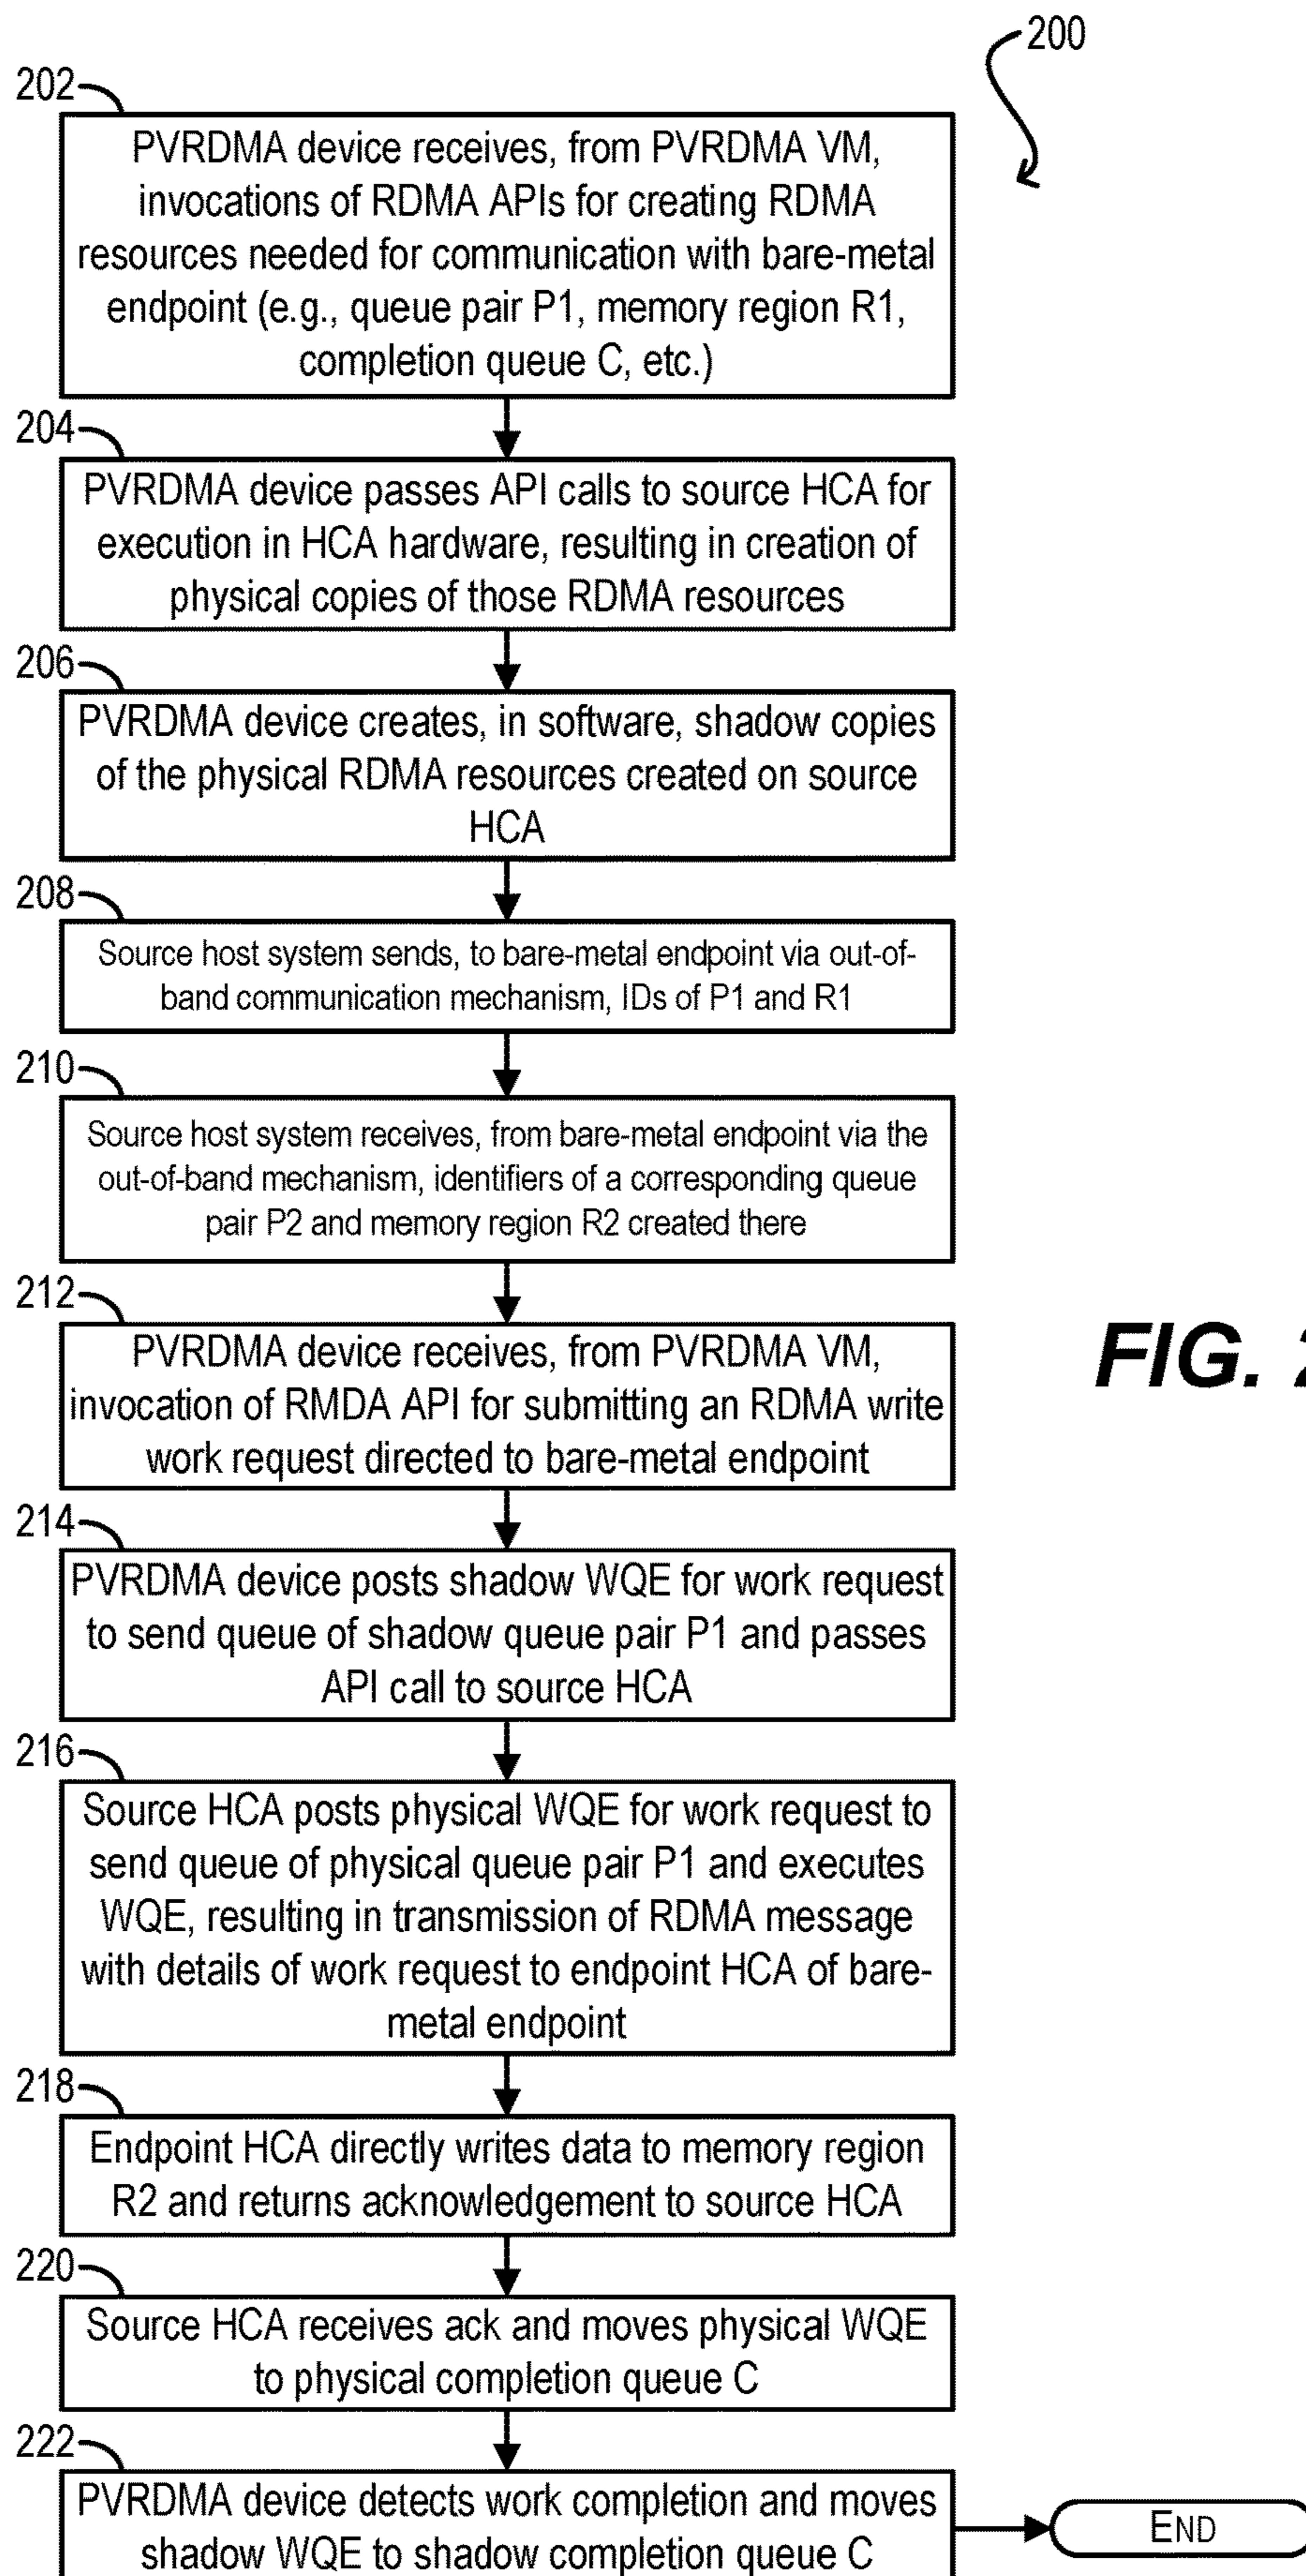 200
202
PVRDMA device receives, from PVRDMA VM,
invocations of RDMA APIs for creating RDMA
resources needed for communication with bare-metal
endpoint (e.g., queue pair P1, memory region R1,
completion queue C, etc.)
204
PVRDMA device passes API calls to source HCA for
execution in HCA hardware, resulting in creation of
physical copies of those RDMA resources
206
PVRDMA device creates, in software, shadow copies
of the physical RDMA resources created on source
HCA
208
Source host system sends, to bare-metal endpoint via out-of-
band communication mechanism, IDs of P1 and R1
210
Source host system receives, from bare-metal endpoint via the
out-of-band mechanism, identifiers of a corresponding queue
pair P2 and memory region R2 created there
212
PVRDMA device receives, from PVRDMA VM,
invocation of RMDA API for submitting an RDMA write
work request directed to bare-metal endpoint
FIG. 2
214
PVRDMA device posts shadow WQE for work request
to send queue of shadow queue pair P1 and passes
API call to source HCA
216
Source HCA posts physical WQE for work request to
send queue of physical queue pair P1 and executes
WQE, resulting in transmission of RDMA message
with details of work request to endpoint HCA of bare-
metal endpoint
218
Endpoint HCA directly writes data to memory region
R2 and returns acknowledgement to source HCA
220
Source HCA receives ack and moves physical WQE
to physical completion queue C
222
PVRDMA device detects work completion and moves
shadow WQE to shadow completion queue C
END